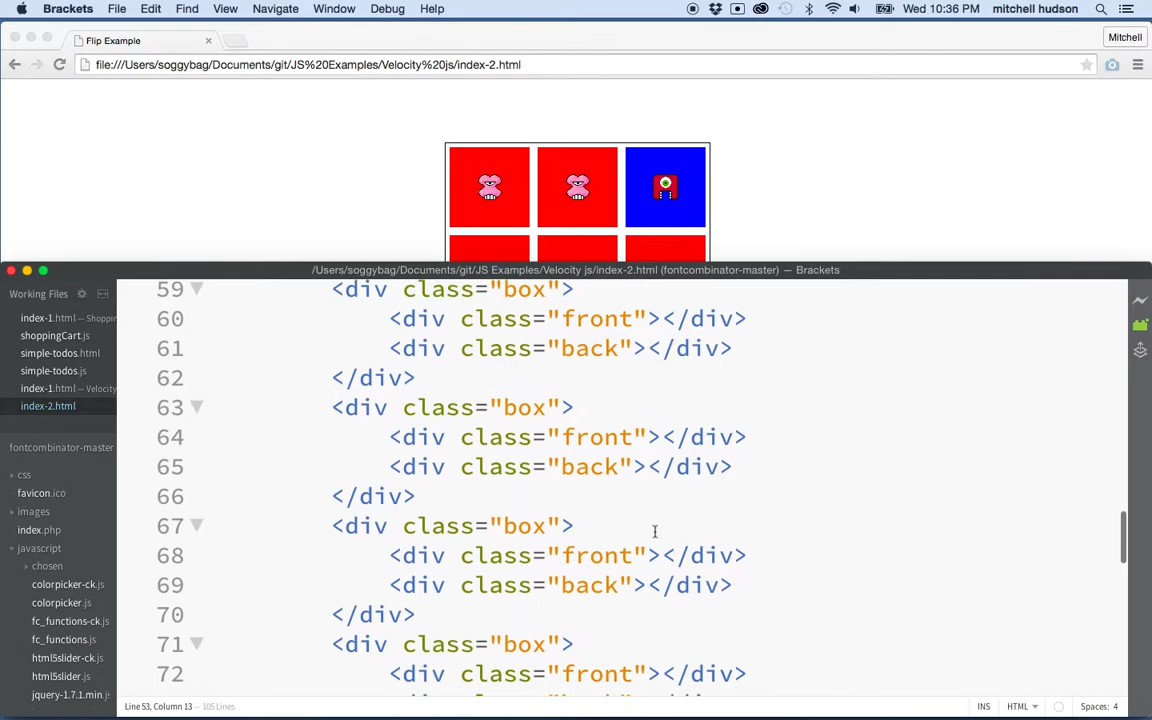 Brackets File Edit Find View Navigate Window Debug Help Wed 10:36 PM mitchell hudson
Flip Example
Mitchell
file:///Users/soggybag/Documents/git/JS%20Examples/Velocity%20js/index-2.html
/Users/soggybag/Documents/git/JS Examples/Velocity js/index-2.html (fontcombinator-master) — Brackets
Working Files
index-1.html — Shoppin
shoppingCart.js
simple-todos.html
simple-todos.js
index-1.html — Velocity
index-2.html
fontcombinator-master
css
favicon.ico
images
index.php
javascript
chosen
colorpicker-ck.js
colorpicker.js
fc_functions-ck.js
fc_functions.js
html5slider-ck.js
html5slider.js
jquery-1.7.1.min.js
59 <div class="box">
60 <div class="front"></div>
61 <div class="back"></div>
62 </div>
63 <div class="box">
64 <div class="front"></div>
65 <div class="back"></div>
66 </div>
67 <div class="box">
68 <div class="front"></div>
69 <div class="back"></div>
70 </div>
71 <div class="box">
72 <div class="front"></div>
Line 53, Column 13 — 105 Lines
INS HTML Spaces: 4